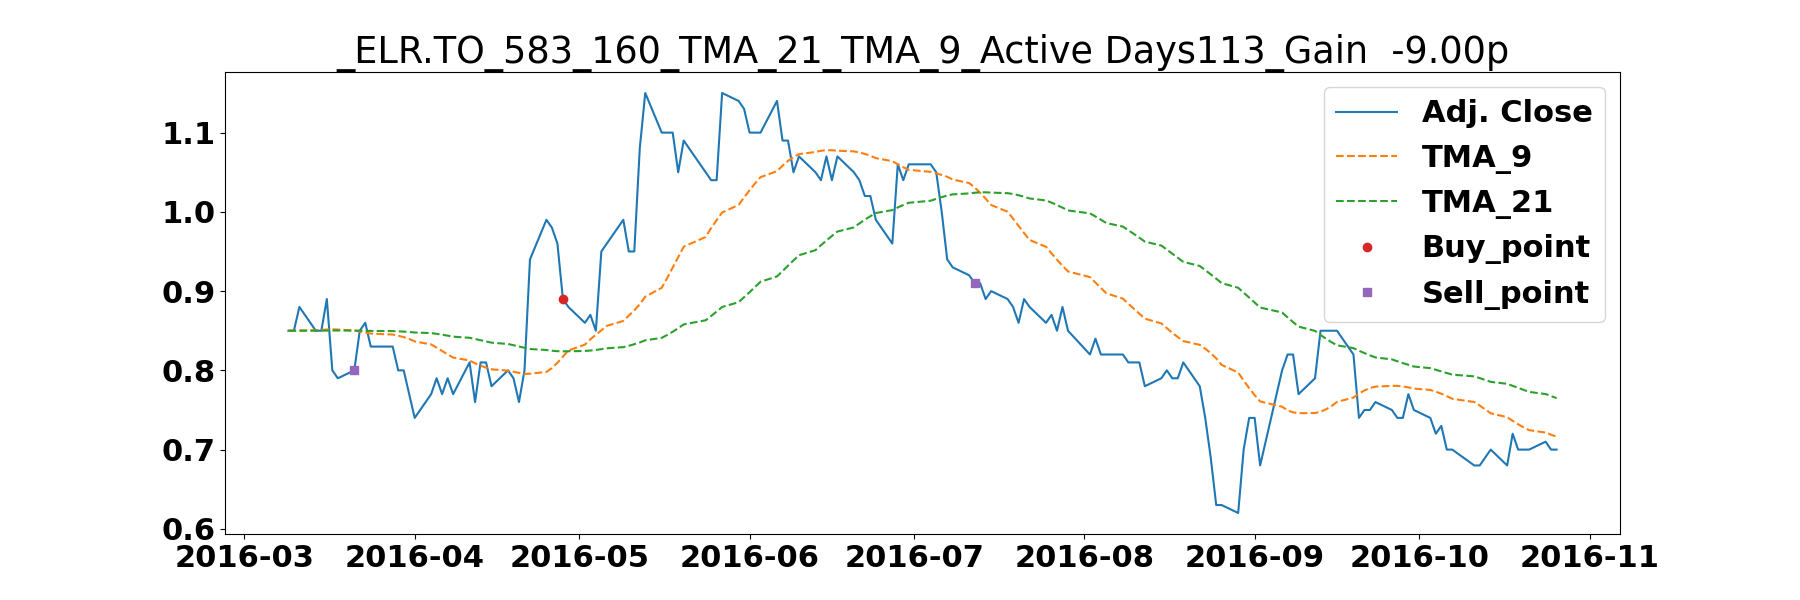 _ELR.TO_583_160_TMA_21_TMA_9_Active Days113_Gain  -9.00p
Adj. Close
TMA_9
TMA_21
Buy_point
Sell_point
1.1
1.0
0.9
0.8
0.7
0.6
2016-03 2016-04 2016-05 2016-06 2016-07 2016-08 2016-09 2016-10 2016-11